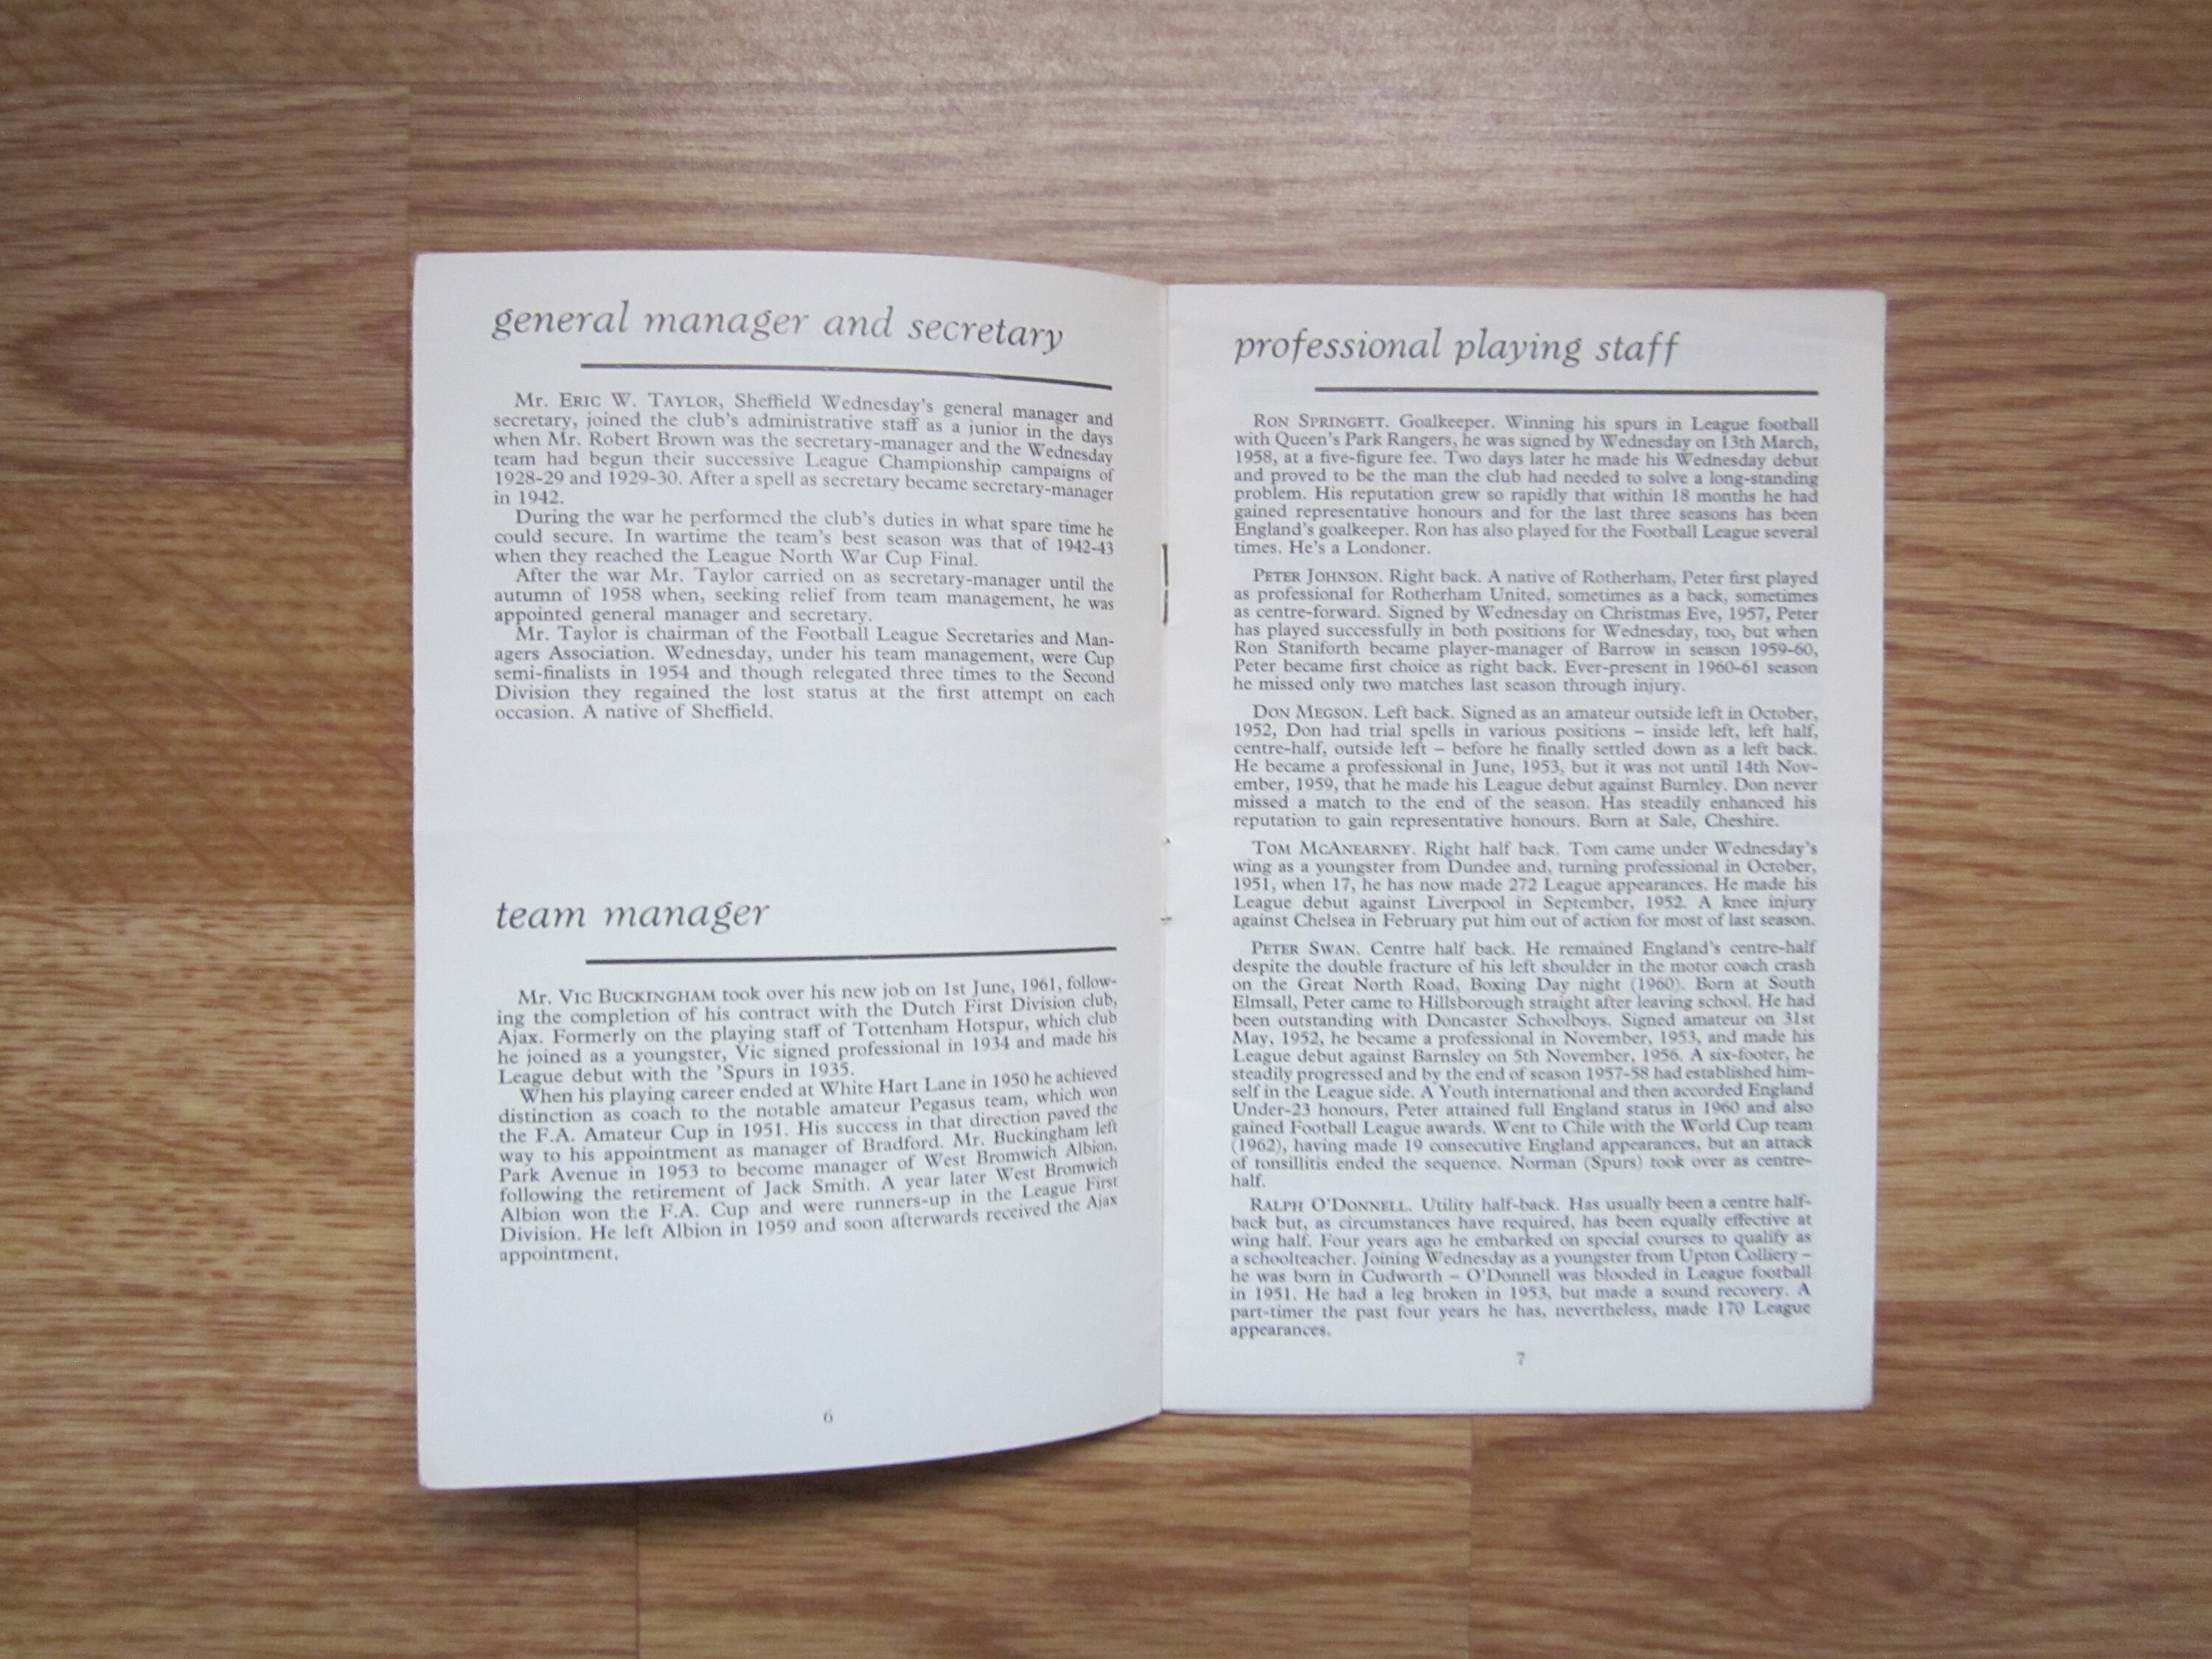 general manager and secretary
Mr. ERIC W. TAYLOR, Sheffield Wednesday's general manager and
secretary, joined the club's administrative staff as a junior in the days
when Mr. Robert Brown was the secretary-manager and the Wednesday
team had begun their successive League Championship campaigns of
1928-29 and 1929-30. After a spell as secretary became secretary-manager
in 1942.
During the war he performed the club's duties in what spare time he
could secure. In wartime the team's best season was that of 1942-43
when they reached the League North War Cup Final.
After the war Mr. Taylor carried on as secretary-manager until the
autumn of 1958 when, seeking relief from team management, he was
appointed general manager and secretary.
Mr. Taylor is chairman of the Football League Secretaries and Man-
agers Association. Wednesday, under his team management, were Cup
semi-finalists in 1954 and though relegated three times to the Second
Division they regained the lost status at the first attempt on each
occasion. A native of Sheffield.
team manager
Mr. VIC BUCKINGHAM took over his new job on 1st June, 1961, follow-
ing the completion of his contract with the Dutch First Division club,
Ajax. Formerly on the playing staff of Tottenham Hotspur, which club
he joined as a youngster, Vic signed professional in 1934 and made his
League debut with the 'Spurs in 1935.
When his playing career ended at White Hart Lane in 1950 he achieved
distinction as coach to the notable amateur Pegasus team, which won
the F.A. Amateur Cup in 1951. His success in that direction paved the
way to his appointment as manager of Bradford. Mr. Buckingham left
Park Avenue in 1953 to become manager of West Bromwich Albion,
following the retirement of Jack Smith. A year later West Bromwich
Albion won the F.A. Cup and were runners-up in the League First
Division. He left Albion in 1959 and soon afterwards received the Ajax
appointment.
6
professional playing staff
RON SPRINGETT. Goalkeeper. Winning his spurs in League football
with Queen's Park Rangers, he was signed by Wednesday on 13th March,
1958, at a five-figure fee. Two days later he made his Wednesday debut
and proved to be the man the club had needed to solve a long-standing
problem. His reputation grew so rapidly that within 18 months he had
gained representative honours and for the last three seasons has been
England's goalkeeper. Ron has also played for the Football League several
times. He's a Londoner.
PETER JOHNSON. Right back. A native of Rotherham, Peter first played
as professional for Rotherham United, sometimes as a back, sometimes
as centre-forward. Signed by Wednesday on Christmas Eve, 1957, Peter
has played successfully in both positions for Wednesday, too, but when
Ron Staniforth became player-manager of Barrow in season 1959-60,
Peter became first choice as right back. Ever-present in 1960-61 season
he missed only two matches last season through injury.
DON MEGSON. Left back. Signed as an amateur outside left in October,
1952, Don had trial spells in various positions – inside left, left half,
centre-half, outside left – before he finally settled down as a left back.
He became a professional in June, 1953, but it was not until 14th Nov-
ember, 1959, that he made his League debut against Burnley. Don never
missed a match to the end of the season. Has steadily enhanced his
reputation to gain representative honours. Born at Sale, Cheshire.
TOM MCANEARNEY. Right half back. Tom came under Wednesday's
wing as a youngster from Dundee and, turning professional in October,
1951, when 17, he has now made 272 League appearances. He made his
League debut against Liverpool in September, 1952. A knee injury
against Chelsea in February put him out of action for most of last season.
PETER SWAN. Centre half back. He remained England's centre-half
despite the double fracture of his left shoulder in the motor coach crash
on the Great North Road, Boxing Day night (1960). Born at South
Elmsall, Peter came to Hillsborough straight after leaving school. He had
been outstanding with Doncaster Schoolboys. Signed amateur on 31st
May, 1952, he became a professional in November, 1953, and made his
League debut against Barnsley on 5th November, 1956. A six-footer, he
steadily progressed and by the end of season 1957-58 had established him-
self in the League side. A Youth international and then accorded England
Under-23 honours, Peter attained full England status in 1960 and also
gained Football League awards. Went to Chile with the World Cup team
(1962), having made 19 consecutive England appearances, but an attack
of tonsillitis ended the sequence. Norman (Spurs) took over as centre-
half.
RALPH O'DONNELL. Utility half-back. Has usually been a centre half-
back but, as circumstances have required, has been equally effective at
wing half. Four years ago he embarked on special courses to qualify as
a schoolteacher. Joining Wednesday as a youngster from Upton Colliery –
he was born in Cudworth – O'Donnell was blooded in League football
in 1951. He had a leg broken in 1953, but made a sound recovery. A
part-timer the past four years he has, nevertheless, made 170 League
appearances.
7